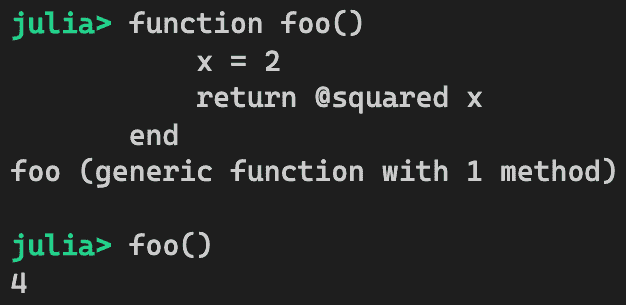 julia> function foo()
           x = 2
           return @squared x
       end
foo (generic function with 1 method)

julia> foo()
4